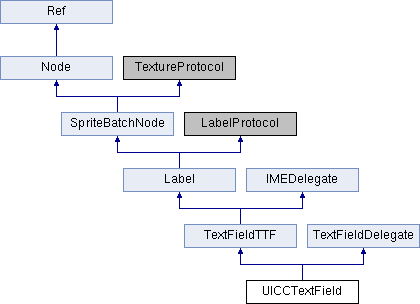 Ref
Node TextureProtocol
SpriteBatchNode LabelProtocol
Label IMEDelegate
TextFieldTTF TextFieldDelegate
UICCTextField